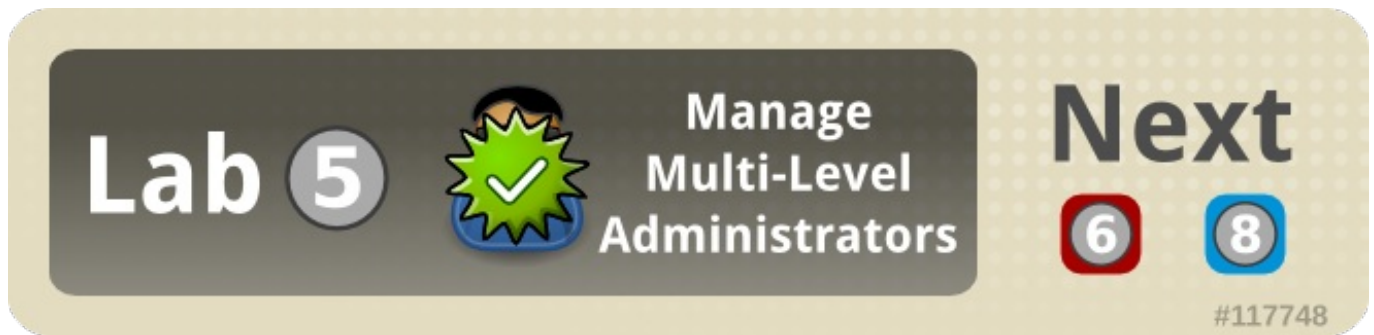 Lab 5
Manage
Multi-Level
Administrators
Next
6 8
#117748